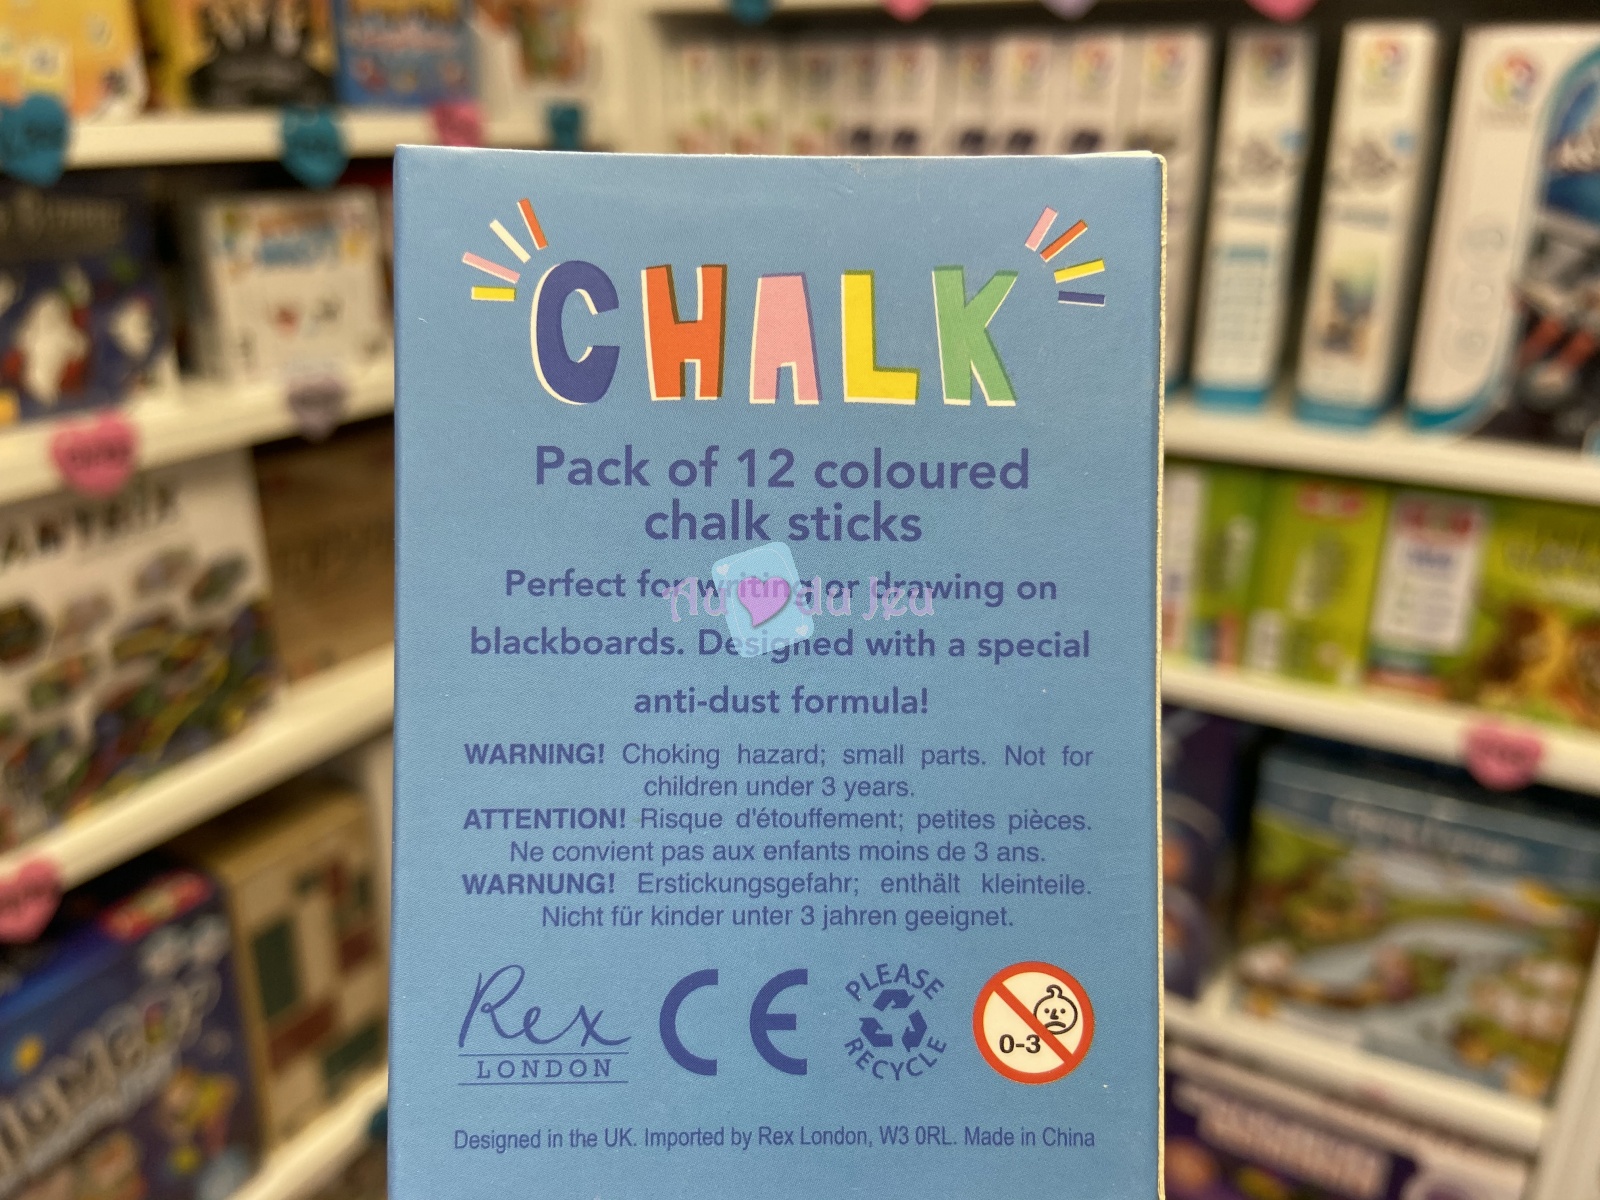 CHALK
Pack of 12 coloured
chalk sticks
Perfect for writing or drawing on
blackboards. Designed with a special
anti-dust formula!
Au du Jeu
WARNING! Choking hazard; small parts. Not for
children under 3 years.
ATTENTION! Risque d'étouffement; petites pièces.
Ne convient pas aux enfants moins de 3 ans.
WARNUNG! Erstickungsgefahr; enthält kleinteile.
Nicht für kinder unter 3 jahren geeignet.
Rex
LONDON
CE
PLEASE
RECYCLE
0-3
Designed in the UK. Imported by Rex London, W3 0RL. Made in China